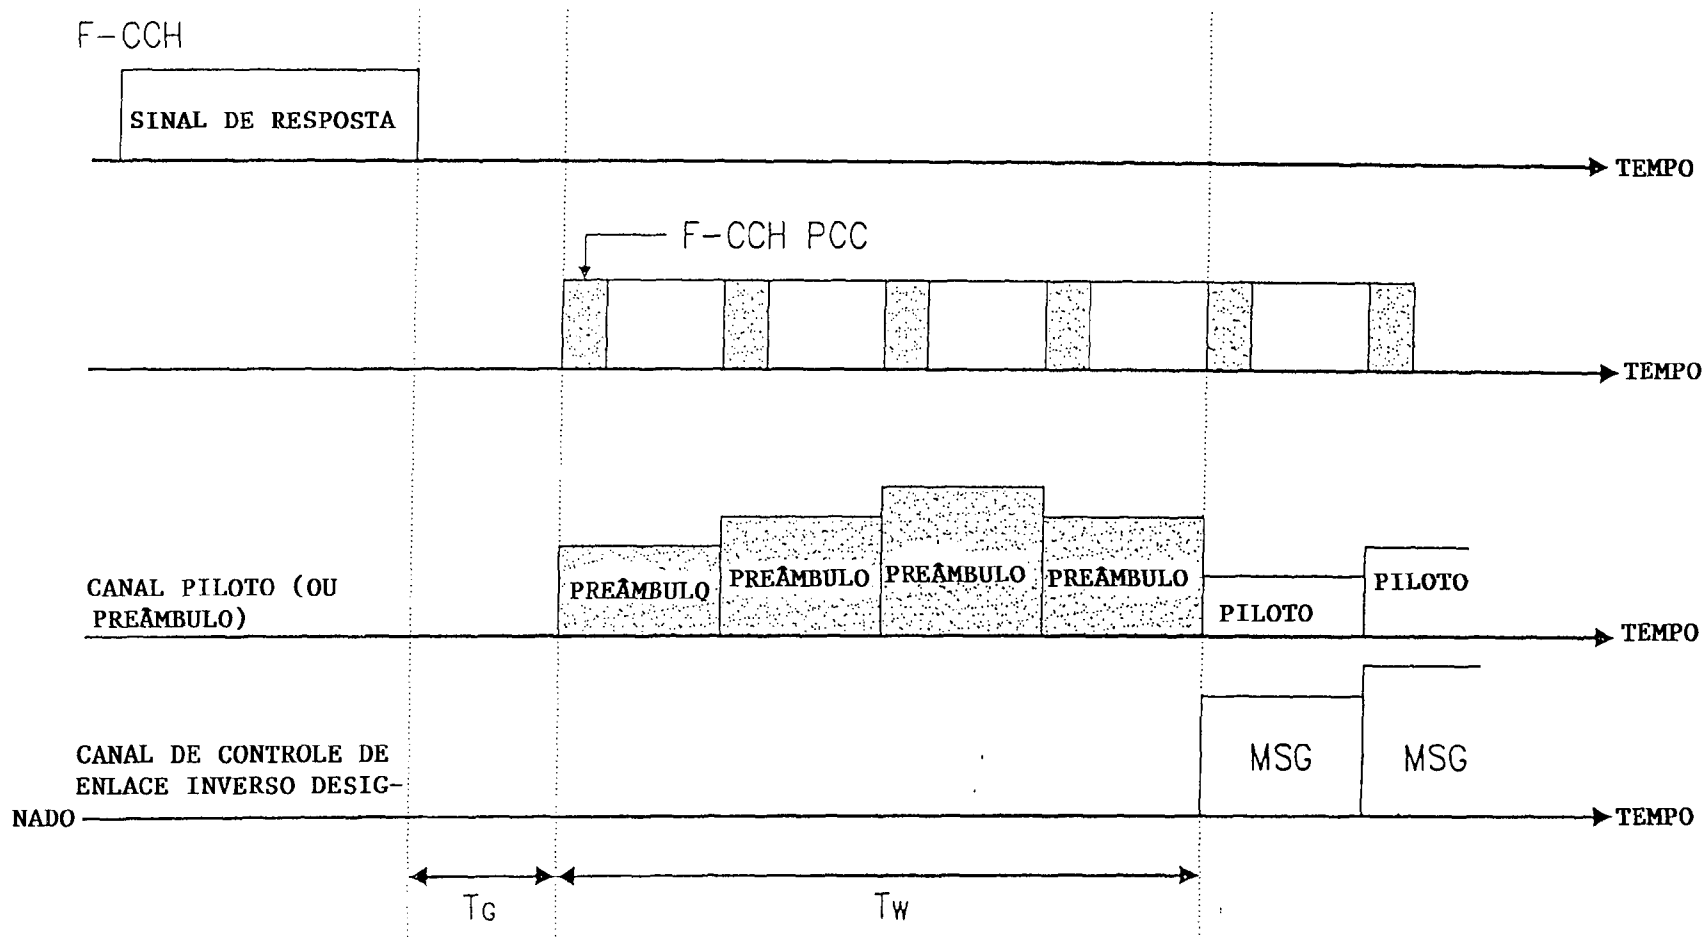 F-CCH
SINAL DE RESPOSTA
TEMPO
F-CCH PCC
TEMPO
CANAL PILOTO (OU
PREÂMBULO)
PREÂMBULO
PREÂMBULO
PREÂMBULO
PREÂMBULO
PILOTO
PILOTO
TEMPO
CANAL DE CONTROLE DE
ENLACE INVERSO DESIG-
NADO
MSG
MSG
TEMPO
TG
TW